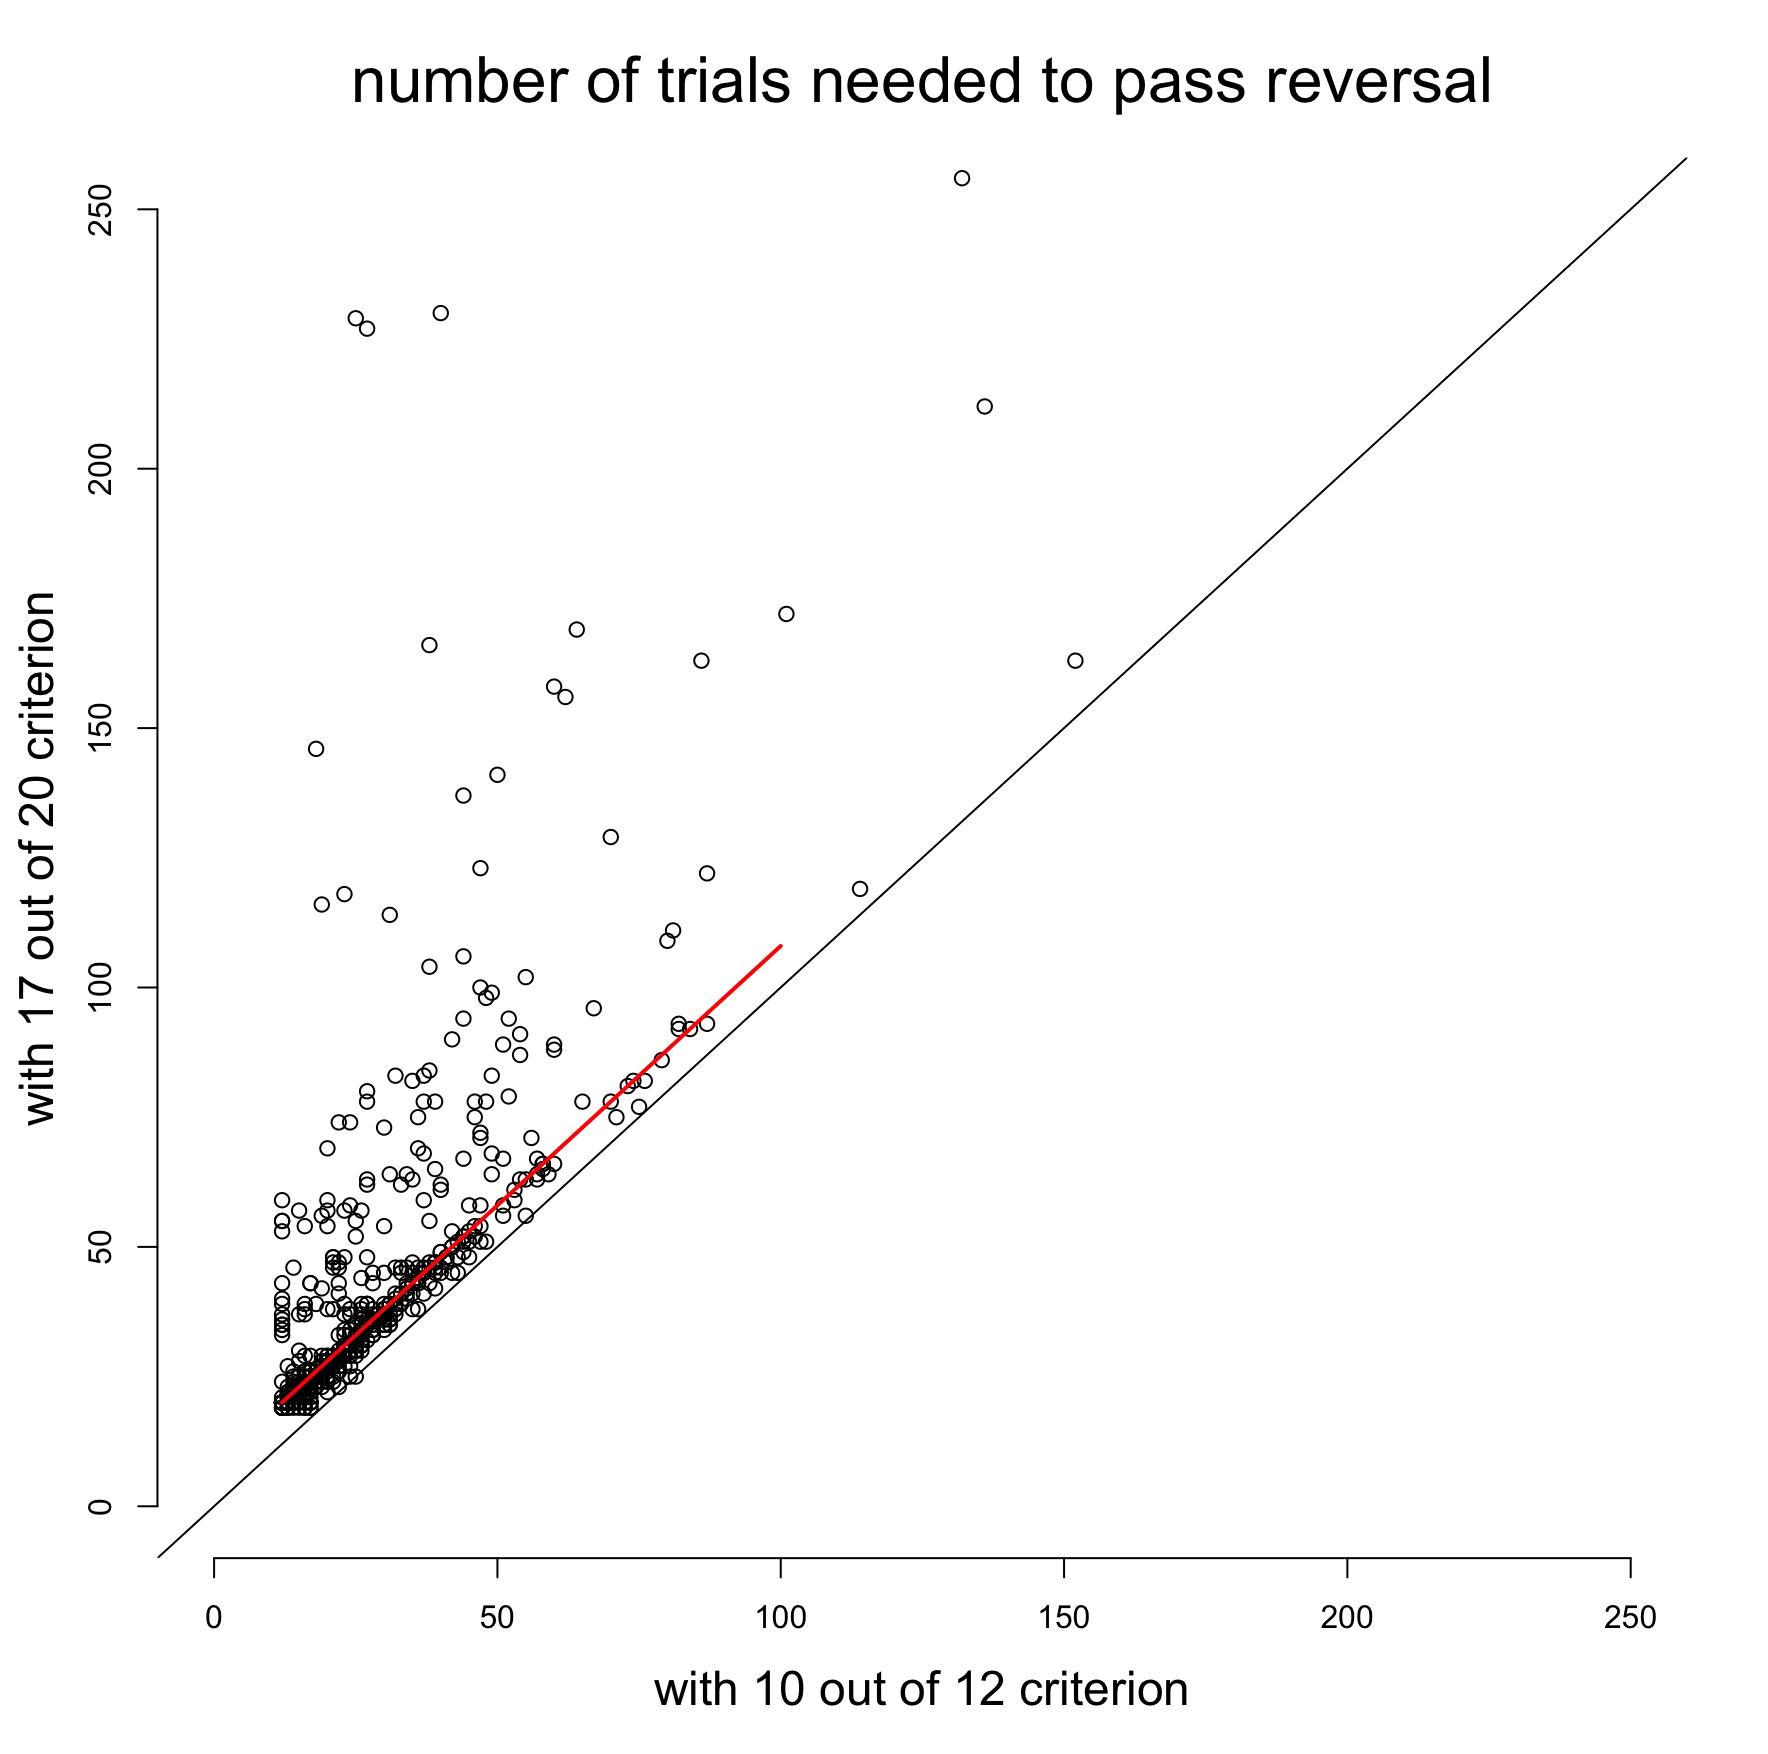 number of trials needed to pass reversal
with 17 out of 20 criterion
250
200
150
100
50
0
0 50 100 150 200 250
with 10 out of 12 criterion